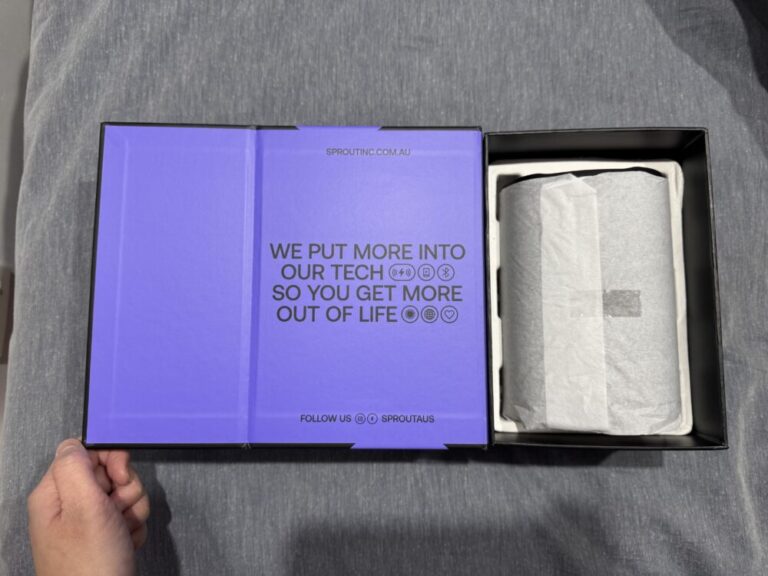 SPROUTINC.COM.AU
WE PUT MORE INTO
OUR TECH
SO YOU GET MORE
OUT OF LIFE
FOLLOW US SPROUTAUS